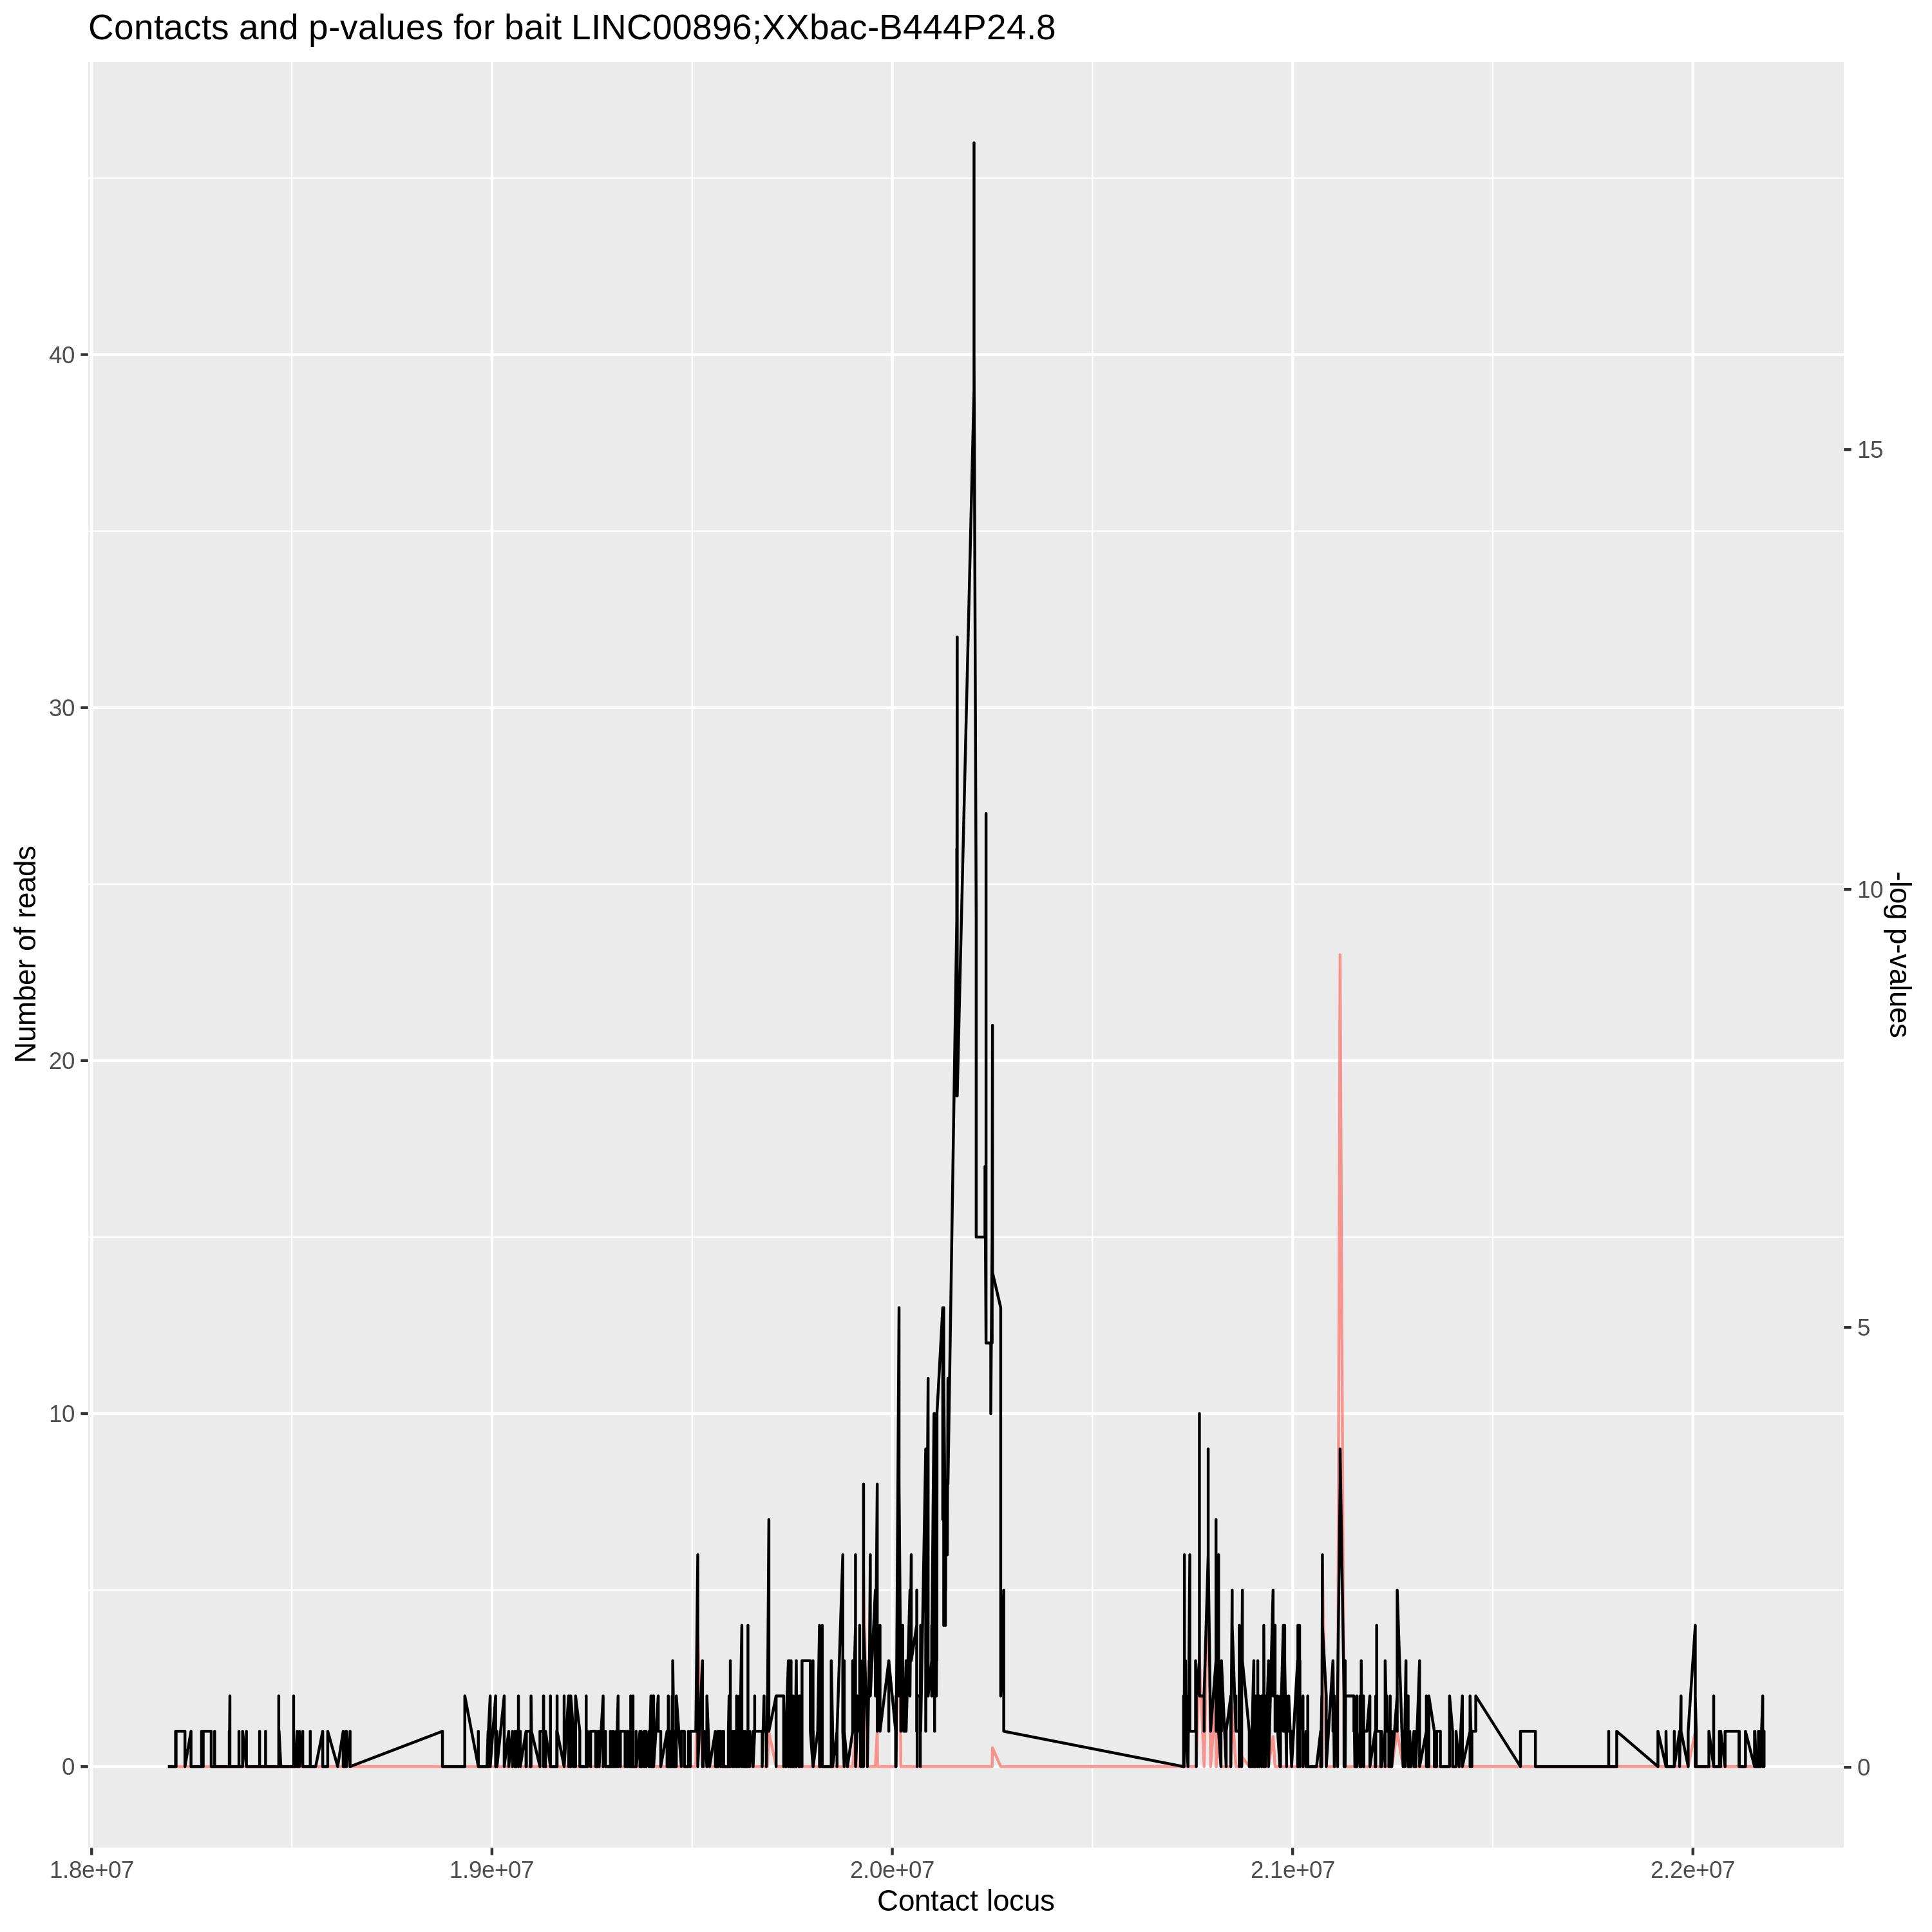 Contacts and p-values for bait LINC00896;XXbac-B444P24.8
40
30
20
10
0
Number of reads
15
10
5
0
-log p-values
1.8e+07
1.9e+07
2.0e+07
2.1e+07
2.2e+07
Contact locus